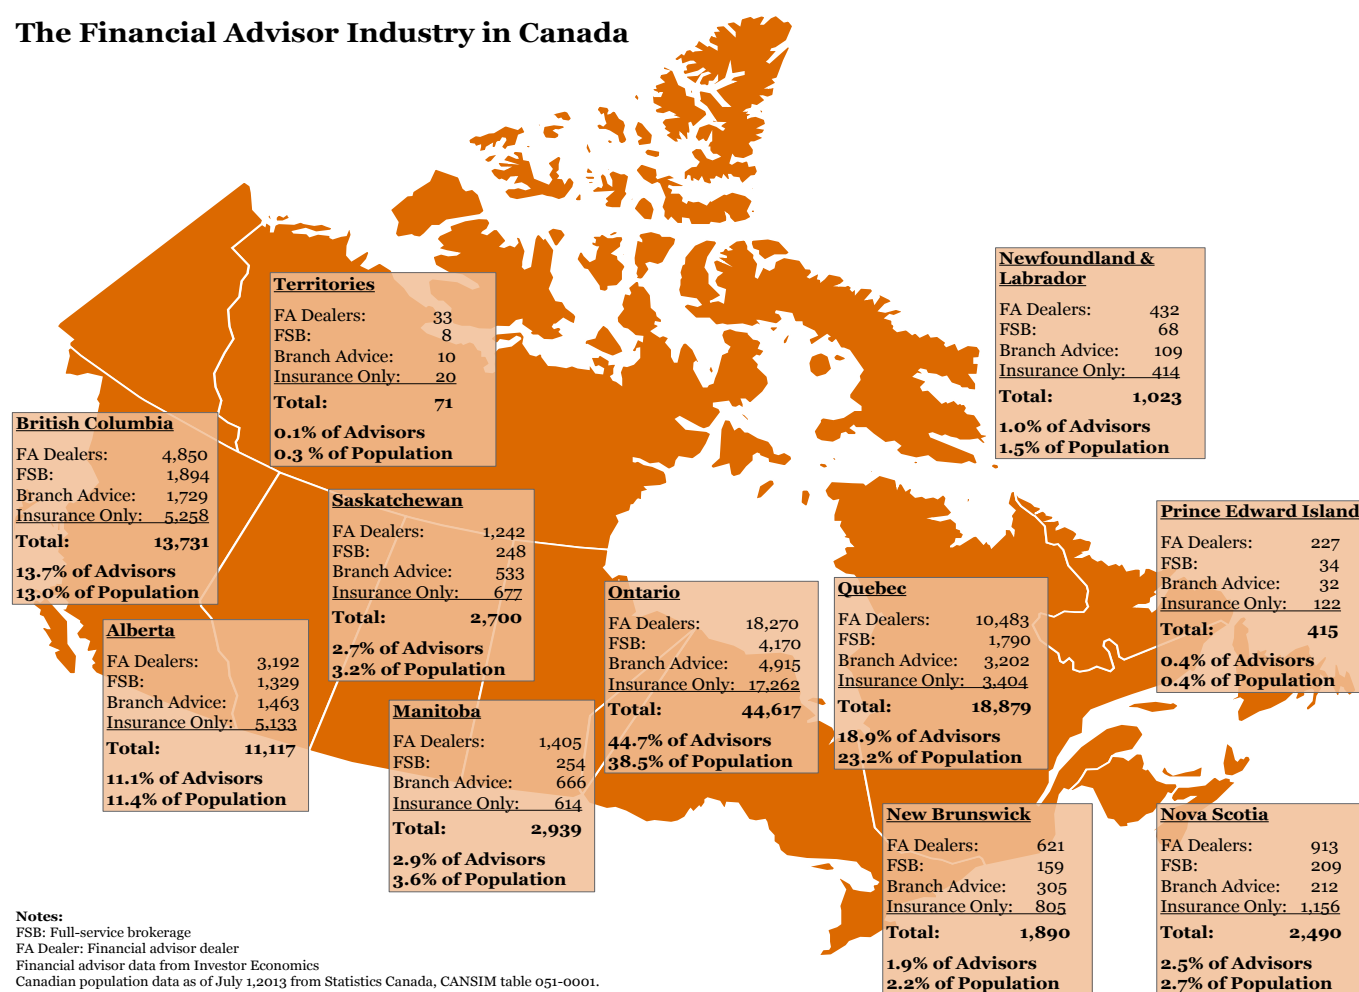 The Financial Advisor Industry in Canada
Newfoundland &
Labrador
FA Dealers: 432
FSB: 68
Branch Advice: 109
Insurance Only: 414
Total: 1,023
1.0% of Advisors
1.5% of Population
Territories
FA Dealers: 33
FSB: 8
Branch Advice: 10
Insurance Only: 20
Total: 71
0.1% of Advisors
0.3 % of Population
British Columbia
FA Dealers: 4,850
FSB: 1,894
Branch Advice: 1,729
Insurance Only: 5,258
Total: 13,731
13.7% of Advisors
13.0% of Population
Saskatchewan
FA Dealers: 1,242
FSB: 248
Branch Advice: 533
Insurance Only: 677
Total: 2,700
2.7% of Advisors
3.2% of Population
Prince Edward Island
FA Dealers: 227
FSB: 34
Branch Advice: 32
Insurance Only: 122
Total: 415
0.4% of Advisors
0.4% of Population
Ontario
FA Dealers: 18,270
FSB: 4,170
Branch Advice: 4,915
Insurance Only: 17,262
Total: 44,617
44.7% of Advisors
38.5% of Population
Quebec
FA Dealers: 10,483
FSB: 1,790
Branch Advice: 3,202
Insurance Only: 3,404
Total: 18,879
18.9% of Advisors
23.2% of Population
Alberta
FA Dealers: 3,192
FSB: 1,329
Branch Advice: 1,463
Insurance Only: 5,133
Total: 11,117
11.1% of Advisors
11.4% of Population
Manitoba
FA Dealers: 1,405
FSB: 254
Branch Advice: 666
Insurance Only: 614
Total: 2,939
2.9% of Advisors
3.6% of Population
New Brunswick
FA Dealers: 621
FSB: 159
Branch Advice: 305
Insurance Only: 805
Total: 1,890
1.9% of Advisors
2.2% of Population
Nova Scotia
FA Dealers: 913
FSB: 209
Branch Advice: 212
Insurance Only: 1,156
Total: 2,490
2.5% of Advisors
2.7% of Population
Notes:
FSB: Full-service brokerage
FA Dealer: Financial advisor dealer
Financial advisor data from Investor Economics
Canadian population data as of July 1,2013 from Statistics Canada, CANSIM table 051-0001.